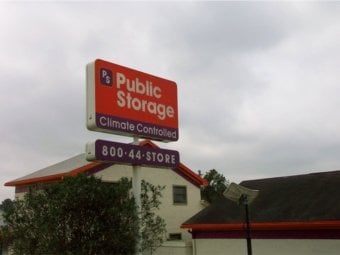 PS
Public
Storage
Climate Controlled
800·44·STORE